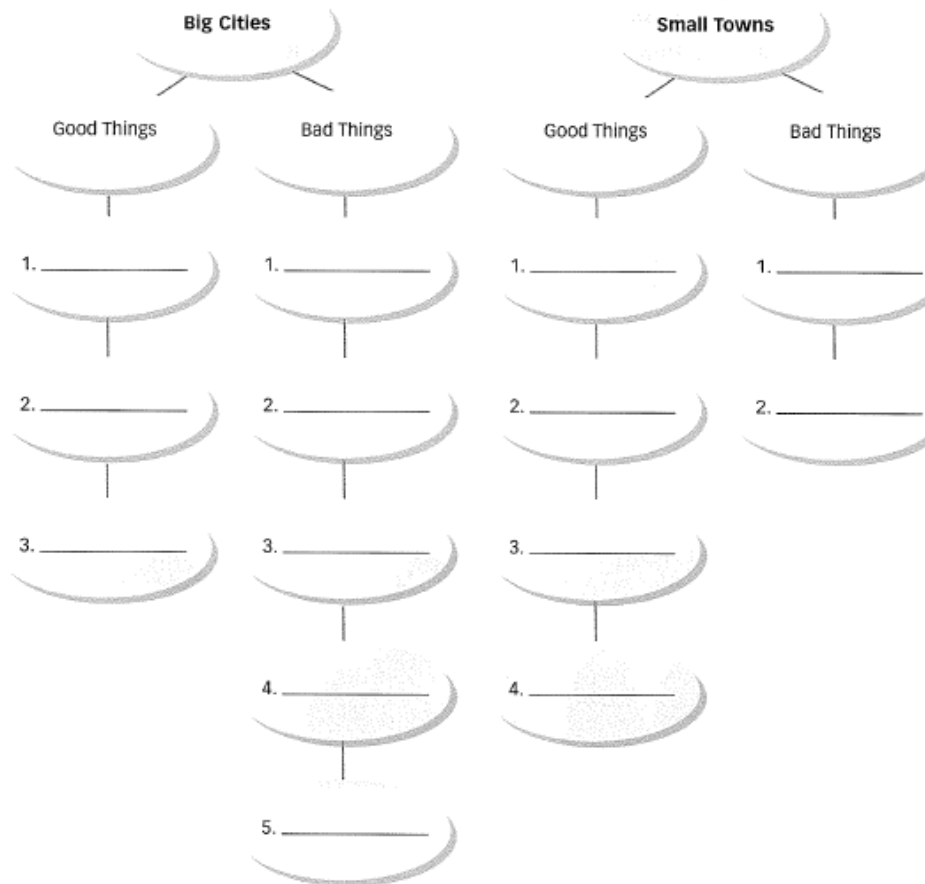 Big Cities
Small Towns
Good Things
Bad Things
Good Things
Bad Things
1.
1.
1.
1.
2.
2.
2.
2.
3.
3.
3.
4.
4.
5.